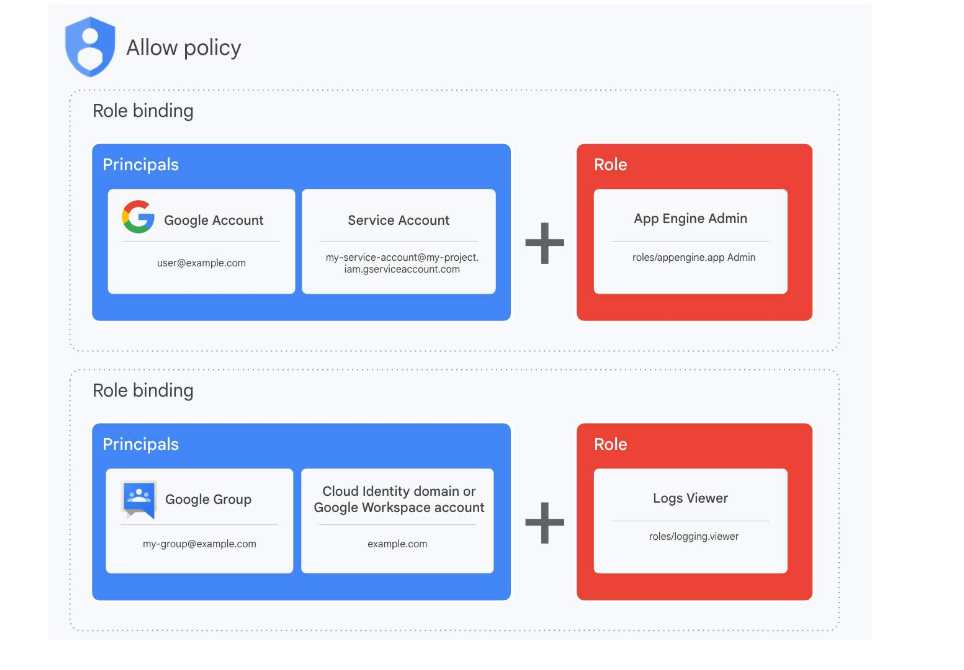 Allow policy
Role binding
Principals
Google Account
user@example.com
Service Account
my-service-account@my-project.
iam.gserviceaccount.com
Role
App Engine Admin
roles/appengine.app Admin
Role binding
Principals
Google Group
my-group@example.com
Cloud Identity domain or
Google Workspace account
example.com
Role
Logs Viewer
roles/logging.viewer